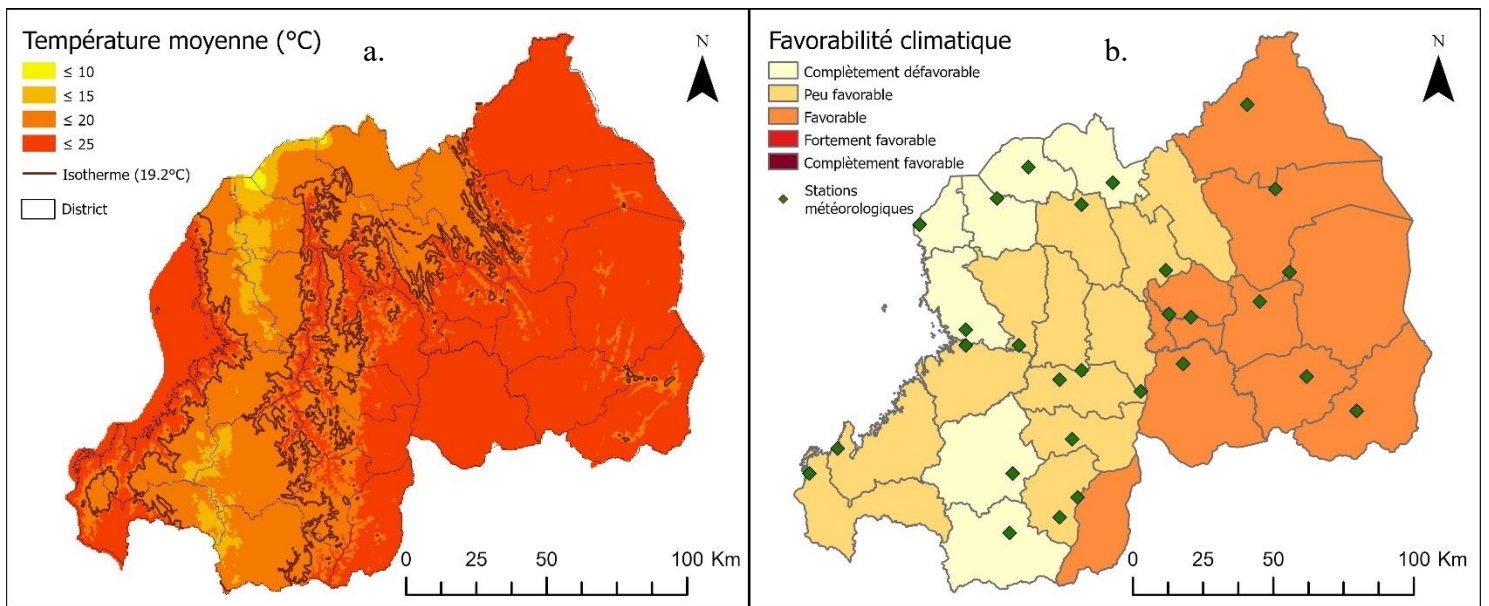 Température moyenne (°C)
a.
N
≤ 10
≤ 15
≤ 20
≤ 25
Isotherme (19.2°C)
District
0 25 50 100 Km
Favorabilité climatique
b.
N
Complètement défavorable
Peu favorable
Favorable
Fortement favorable
Complètement favorable
Stations
météorologiques
0 25 50 100 Km